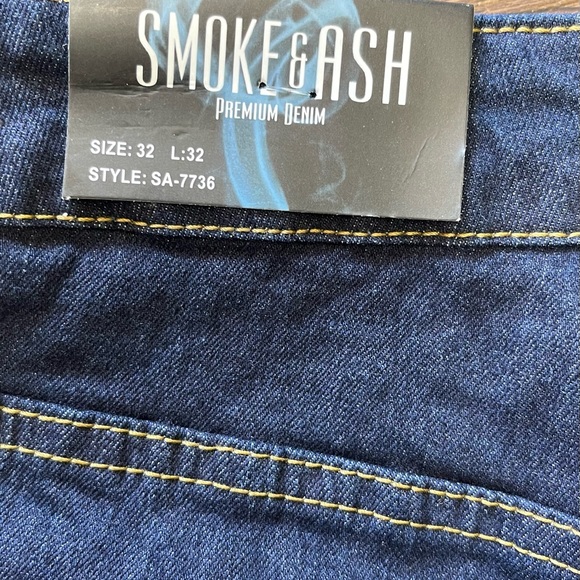 SMOKE & ASH
PREMIUM DENIM
SIZE: 32 L:32
STYLE: SA-7736